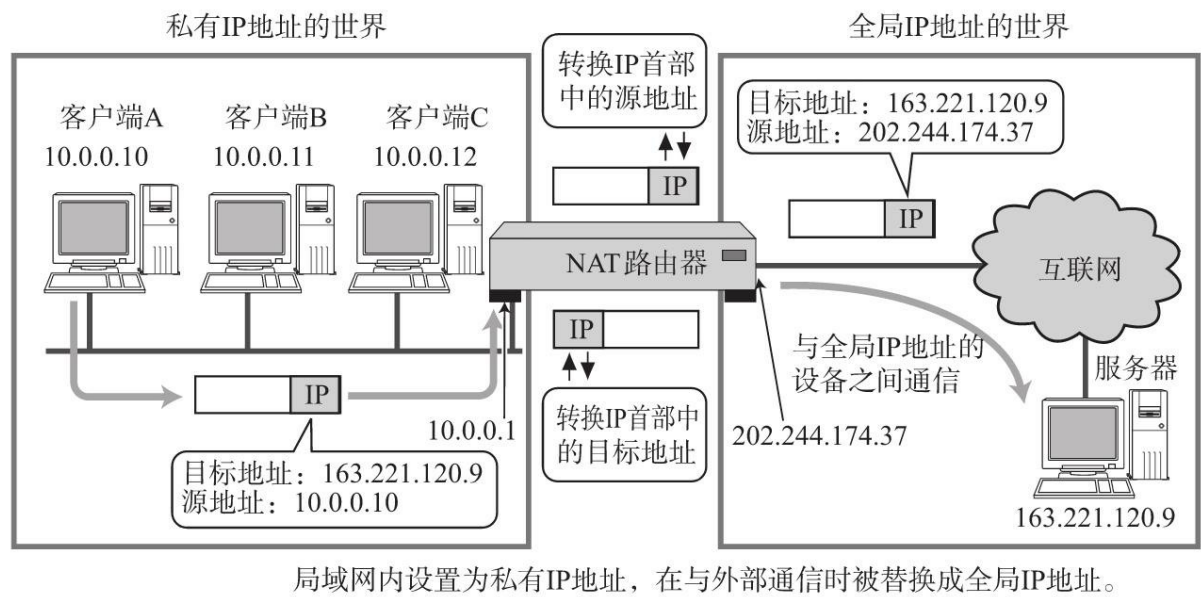 私有IP地址的世界
全局IP地址的世界
转换IP首部
中的源地址
目标地址：163.221.120.9
源地址：202.244.174.37
客户端A
10.0.0.10
客户端B
10.0.0.11
客户端C
10.0.0.12
IP
IP
NAT路由器
互联网
IP
与全局IP地址的
设备之间通信
服务器
IP
10.0.0.1
转换IP首部中
的目标地址
202.244.174.37
目标地址：163.221.120.9
源地址：10.0.0.10
163.221.120.9
局域网内设置为私有IP地址，在与外部通信时被替换成全局IP地址。